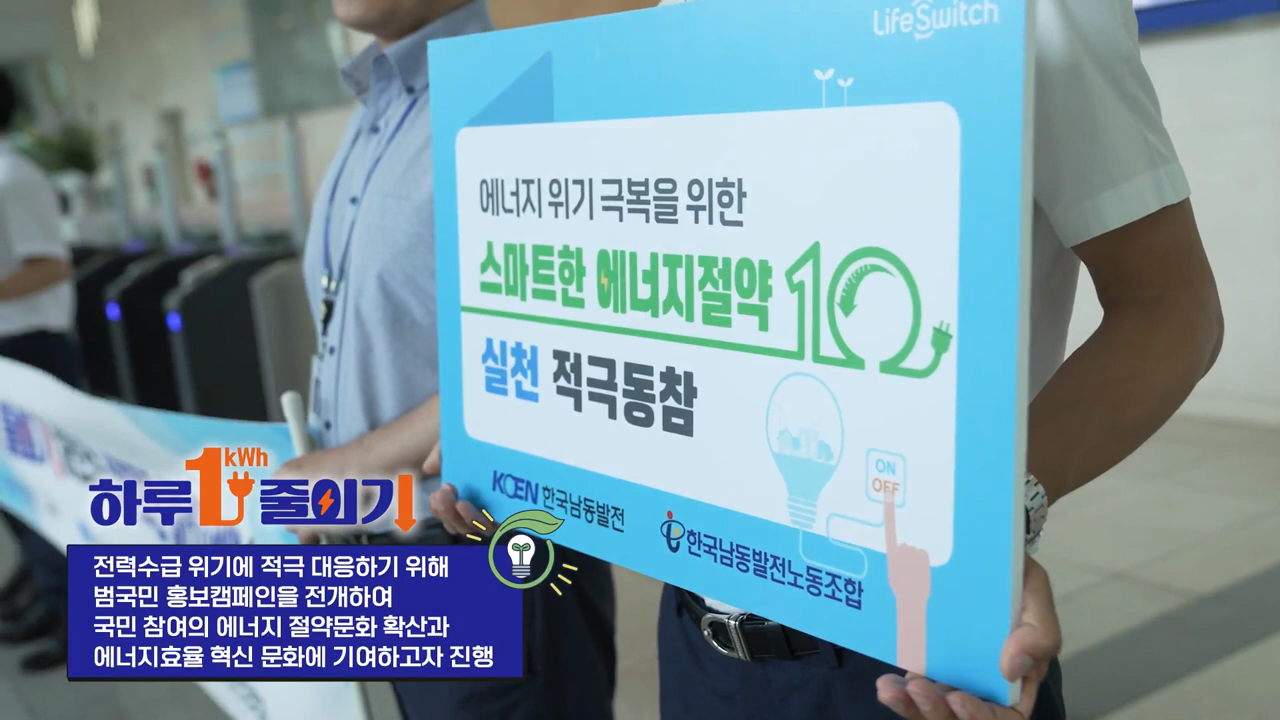 Life Switch
에너지 위기 극복을 위한
스마트한 에너지절약 10
실천 적극동참
ON
OFF
KOEN 한국남동발전
한국남동발전노동조합
하루 1kWh 줄이기
전력수급 위기에 적극 대응하기 위해
범국민 홍보캠페인을 전개하여
국민 참여의 에너지 절약문화 확산과
에너지효율 혁신 문화에 기여하고자 진행